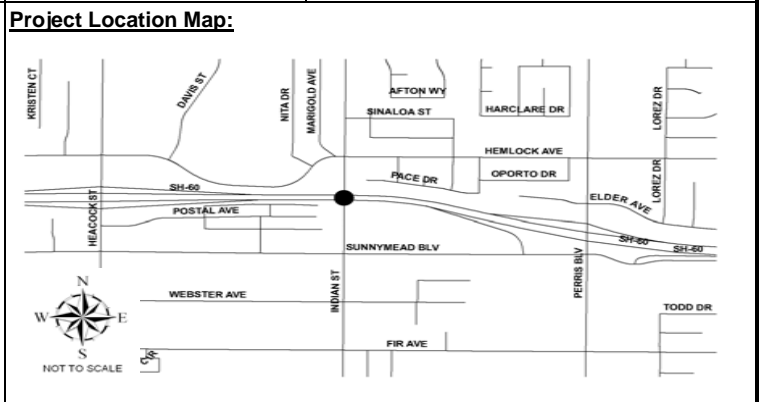 Project Location Map:
KRISTEN CT
DAVIS ST
NITA DR
MARIGOLD AVE
AFTON WY
SINALOA ST
HARCLARE DR
LOREZ DR
HEMLOCK AVE
PACE DR
OPORTO DR
LOREZ DR
SH-60
ELDER AVE
POSTAL AVE
HEACOCK ST
SUNNYMEAD BLV
SH-60
SH-60
INDIAN ST
PERRIS BLV
N
W
E
S
NOT TO SCALE
WEBSTER AVE
TODD DR
FIR AVE